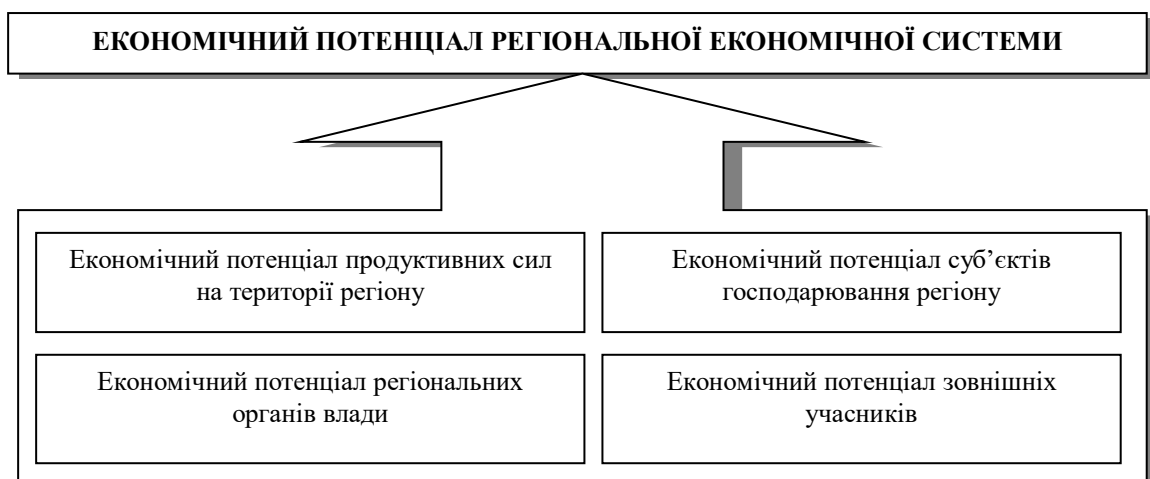 ЕКОНОМІЧНИЙ ПОТЕНЦІАЛ РЕГІОНАЛЬНОЇ ЕКОНОМІЧНОЇ СИСТЕМИ
Економічний потенціал продуктивних сил
на території регіону
Економічний потенціал суб’єктів
господарювання регіону
Економічний потенціал регіональних
органів влади
Економічний потенціал зовнішніх
учасників